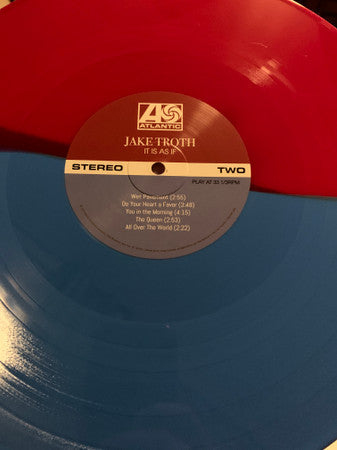 ATLANTIC
JAKE TROTH
IT IS AS IF
STEREO TWO
PLAY AT 33 1/3RPM
Wet Pavement (2:55)
Do Your Heart a Favor (3:48)
You in the Morning (4:15)
The Queen (2:53)
All Over The World (2:22)